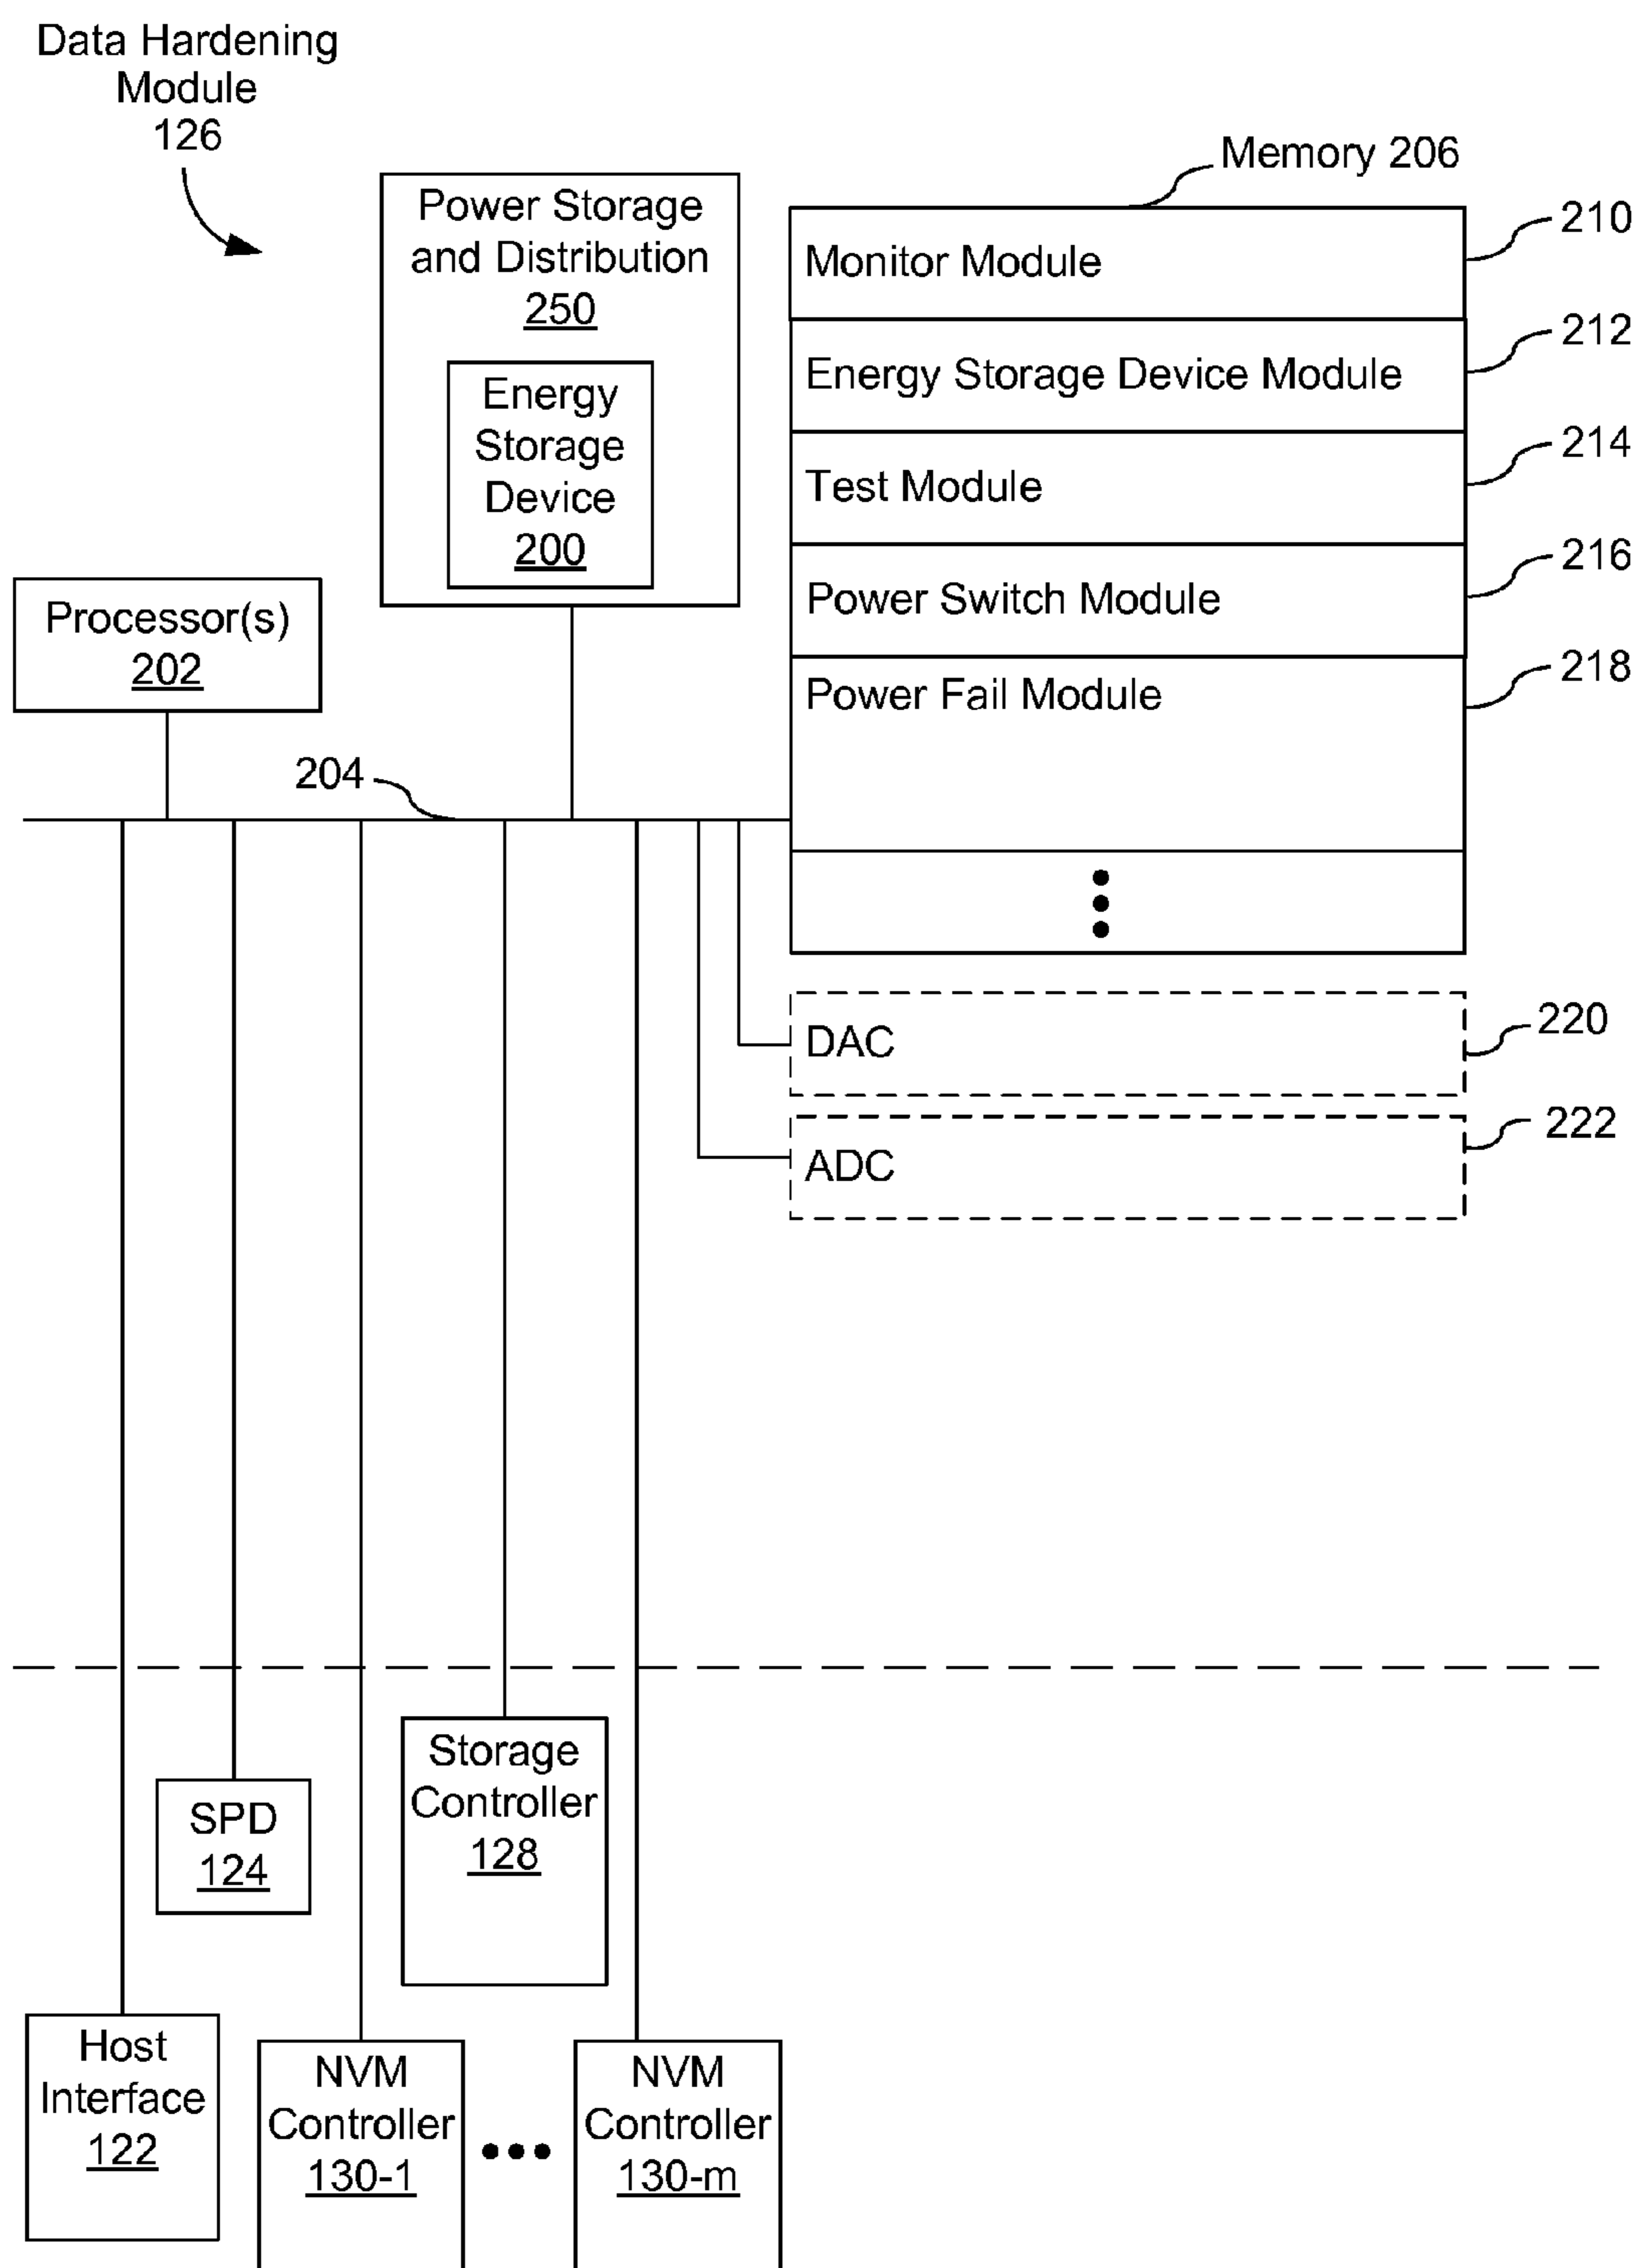 Data Hardening
Module
126
Memory 206
Power Storage
and Distribution
250
Energy
Storage
Device
200
Monitor Module
210
Energy Storage Device Module
212
Test Module
214
Power Switch Module
216
Power Fail Module
218
Processor(s)
202
204
DAC
220
ADC
222
Storage
Controller
128
SPD
124
Host
Interface
122
NVM
Controller
130-1
NVM
Controller
130-m